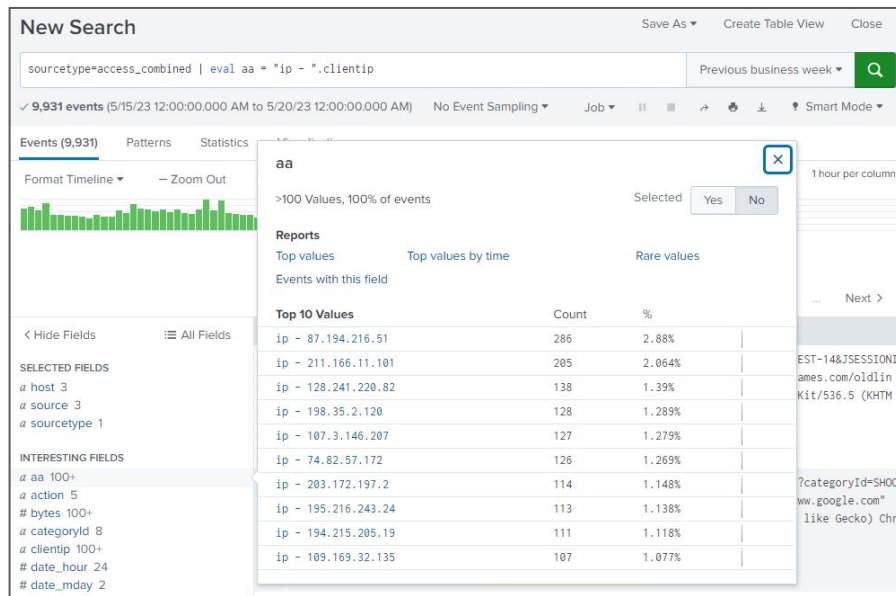 New Search
Save As ▾ Create Table View Close
sourcetype=access_combined | eval aa = "ip - ".clientip
Previous business week ▾
✓ 9,931 events (5/15/23 12:00:00.000 AM to 5/20/23 12:00:00.000 AM) No Event Sampling ▾ Job ▾ Smart Mode ▾
Events (9,931) Patterns Statistics
Format Timeline ▾ — Zoom Out
1 hour per column
aa
>100 Values, 100% of events
Selected Yes No
Reports
Top values Top values by time Rare values
Events with this field
... Next >
Top 10 Values Count %
ip - 87.194.216.51 286 2.88%
ip - 211.166.11.101 205 2.064%
ip - 128.241.220.82 138 1.39%
ip - 198.35.2.120 128 1.289%
ip - 107.3.146.207 127 1.279%
ip - 74.82.57.172 126 1.269%
ip - 203.172.197.2 114 1.148%
ip - 195.216.243.24 113 1.138%
ip - 194.215.205.19 111 1.118%
ip - 109.169.32.135 107 1.077%
< Hide Fields All Fields
SELECTED FIELDS
a host 3
a source 3
a sourcetype 1
INTERESTING FIELDS
a aa 100+
a action 5
# bytes 100+
a categoryId 8
a clientip 100+
# date_hour 24
# date_mday 2
EST-14&JSESSIONI
ames.com/oldlin
Kit/536.5 (KHTM
?categoryId=SHOO
ww.google.com"
like Gecko) Chr